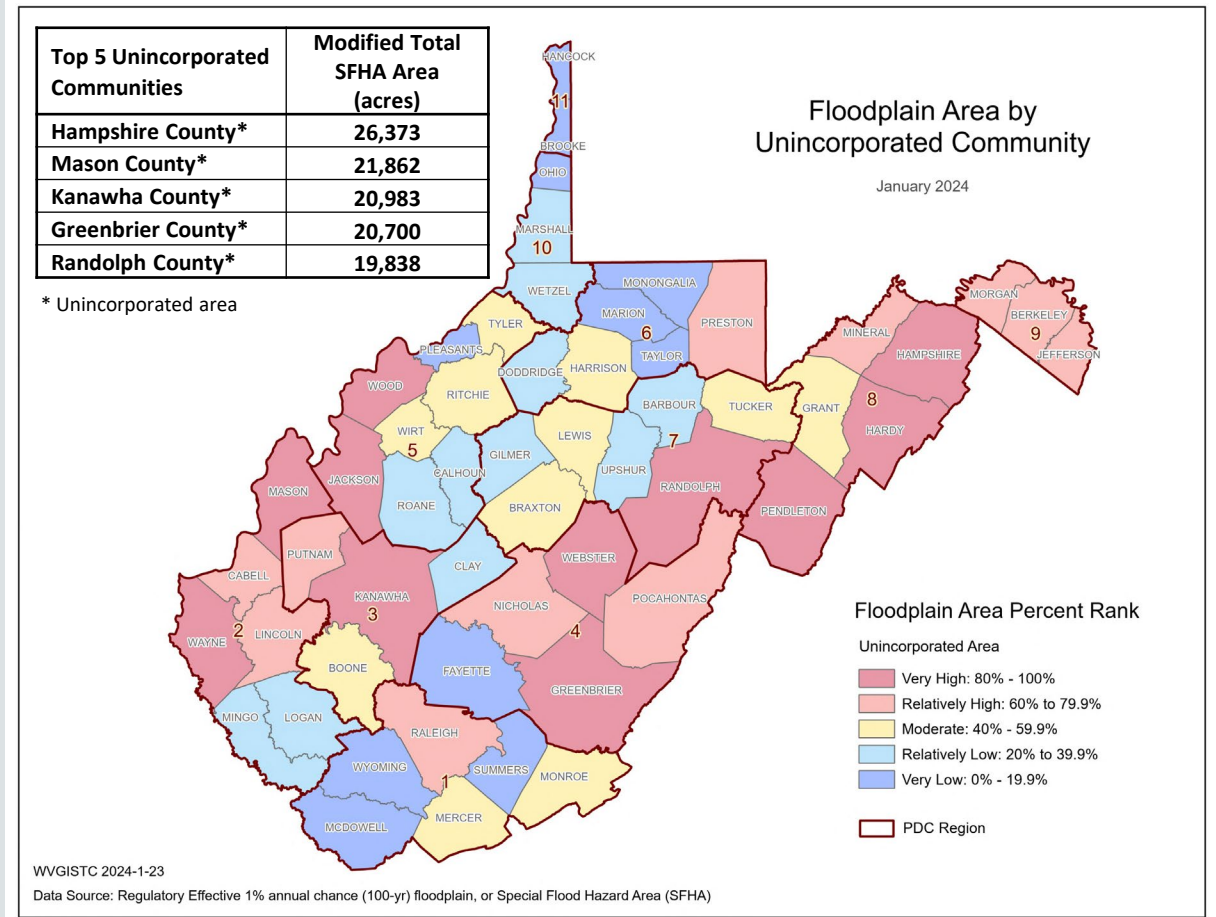 Top 5 Unincorporated Communities | Modified Total SFHA Area (acres)
Hampshire County* | 26,373
Mason County* | 21,862
Kanawha County* | 20,983
Greenbrier County* | 20,700
Randolph County* | 19,838
* Unincorporated area
Floodplain Area by
Unincorporated Community
January 2024
HANCOCK
11
BROOKE
OHIO
MARSHALL
10
WETZEL
MONONGALIA
MARION
6
PRESTON
TAYLOR
TYLER
PLEASANTS
DODDRIDGE
HARRISON
MORGAN
BERKELEY
9
JEFFERSON
MINERAL
HAMPSHIRE
WOOD
RITCHIE
BARBOUR
TUCKER
GRANT
8
HARDY
WIRT
5
LEWIS
7
CALHOUN
GILMER
UPSHUR
RANDOLPH
JACKSON
MASON
ROANE
BRAXTON
PENDLETON
PUTNAM
CLAY
WEBSTER
CABELL
KANAWHA
3
NICHOLAS
POCAHONTAS
2
LINCOLN
WAYNE
4
BOONE
FAYETTE
GREENBRIER
MINGO
LOGAN
RALEIGH
WYOMING
1
SUMMERS
MONROE
MCDOWELL
MERCER
Floodplain Area Percent Rank
Unincorporated Area
Very High: 80% - 100%
Relatively High: 60% to 79.9%
Moderate: 40% - 59.9%
Relatively Low: 20% to 39.9%
Very Low: 0% - 19.9%
PDC Region
WVGISTC 2024-1-23
Data Source: Regulatory Effective 1% annual chance (100-yr) floodplain, or Special Flood Hazard Area (SFHA)